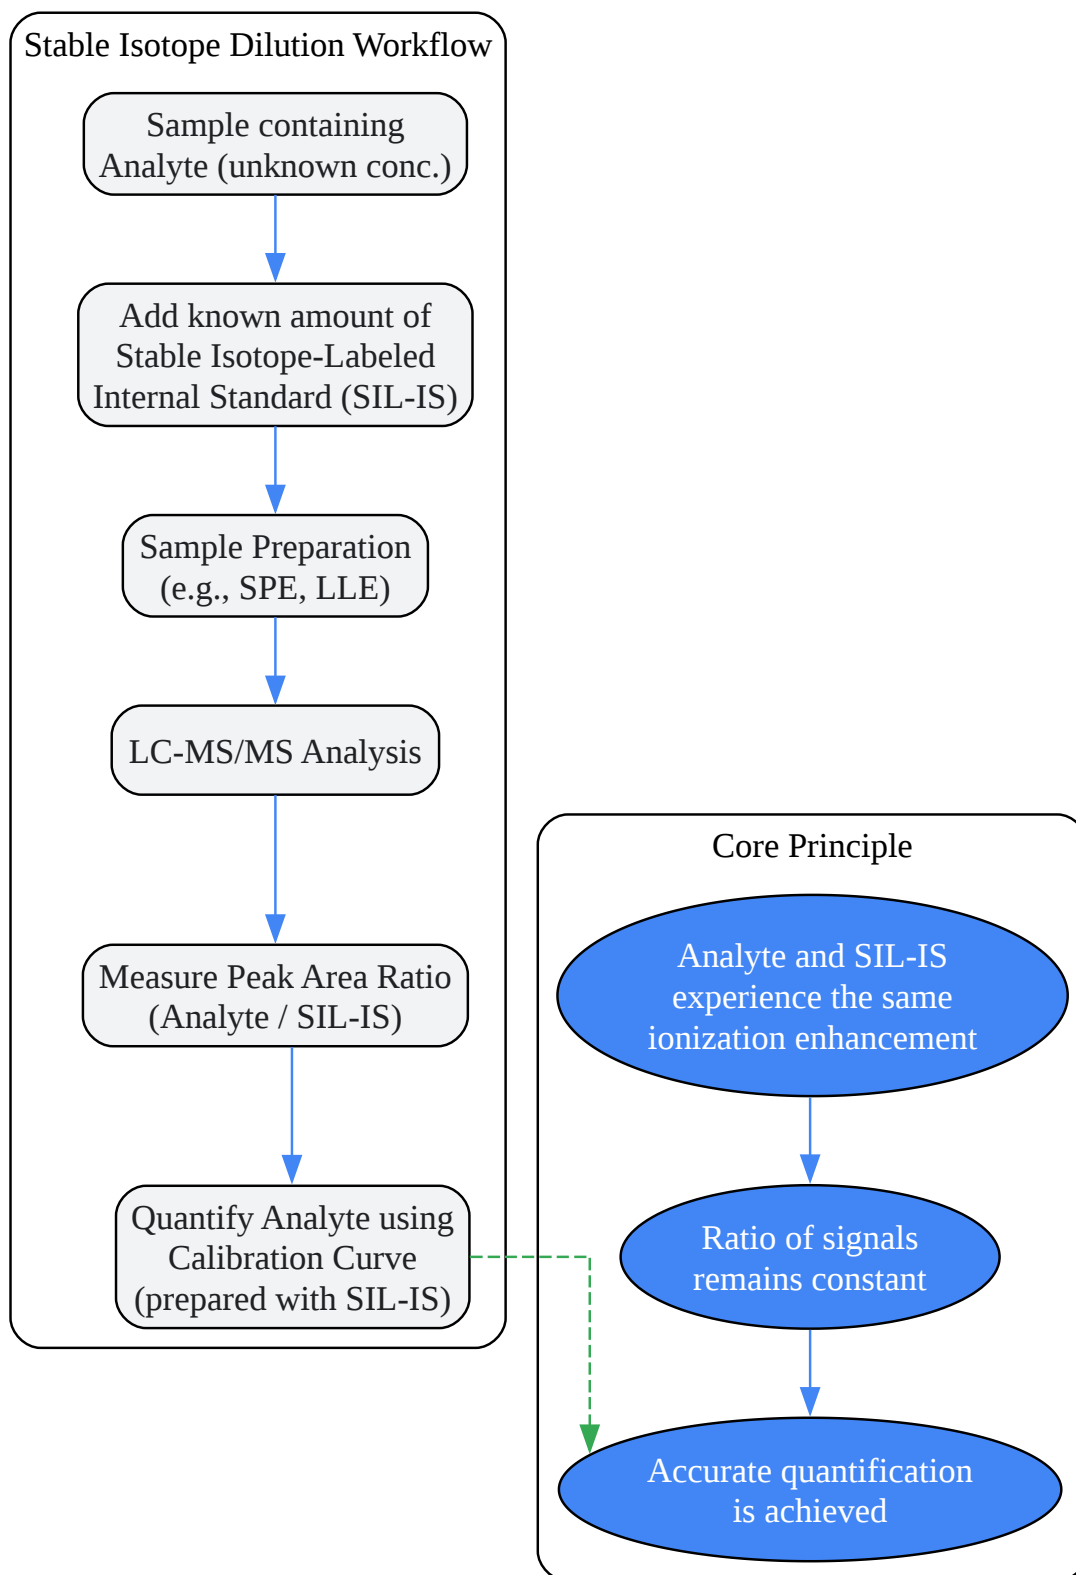 Stable Isotope Dilution Workflow
Sample containing
Analyte (unknown conc.)
Add known amount of
Stable Isotope-Labeled
Internal Standard (SIL-IS)
Sample Preparation
(e.g., SPE, LLE)
LC-MS/MS Analysis
Measure Peak Area Ratio
(Analyte / SIL-IS)
Quantify Analyte using
Calibration Curve
(prepared with SIL-IS)
Core Principle
Analyte and SIL-IS
experience the same
ionization enhancement
Ratio of signals
remains constant
Accurate quantification
is achieved